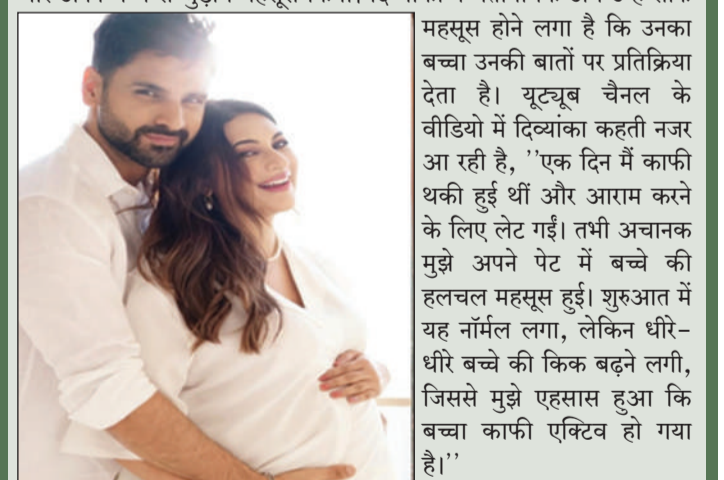 महसूस होने लगा है कि उनका
बच्चा उनकी बातों पर प्रतिक्रिया
देता है। यूट्यूब चैनल के
वीडियो में दिव्यांका कहती नजर
आ रही है, ’’एक दिन मैं काफी
थकी हुई थीं और आराम करने
के लिए लेट गईं। तभी अचानक
मुझे अपने पेट में बच्चे की
हलचल महसूस हुई। शुरुआत में
यह नॉर्मल लगा, लेकिन धीरे-
धीरे बच्चे की किक बढ़ने लगी,
जिससे मुझे एहसास हुआ कि
बच्चा काफी एक्टिव हो गया
है।’’